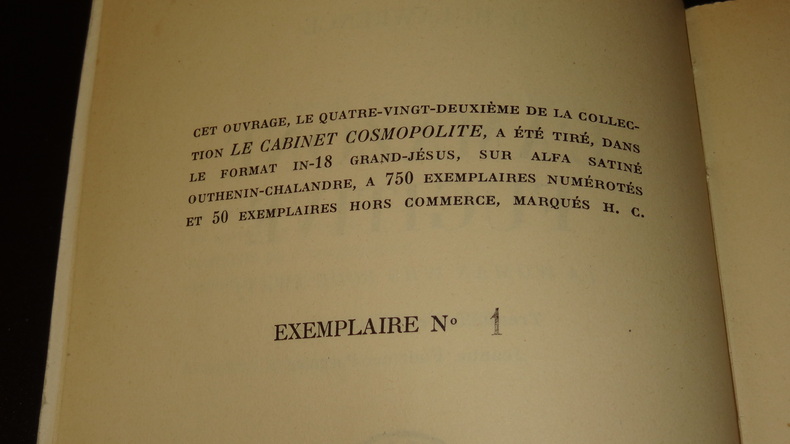 CET OUVRAGE, LE QUATRE-VINGT-DEUXIÈME DE LA COLLEC-
TION LE CABINET COSMOPOLITE, A ÉTÉ TIRÉ, DANS
LE FORMAT IN-18 GRAND-JÉSUS, SUR ALFA SATINÉ
OUTHENIN-CHALANDRE, A 750 EXEMPLAIRES NUMÉROTÉS
ET 50 EXEMPLAIRES HORS COMMERCE, MARQUÉS H. C.
EXEMPLAIRE Nº 1